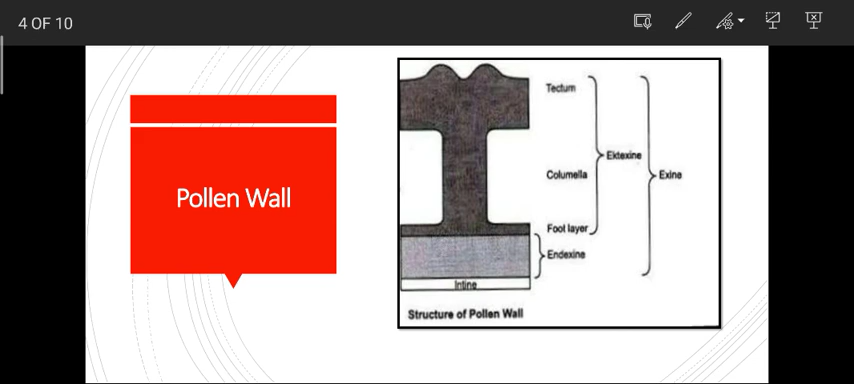 4 OF 10
Pollen Wall
Tectum
Ektexine
Columella
Exine
Foot layer
Endexine
Intine
Structure of Pollen Wall